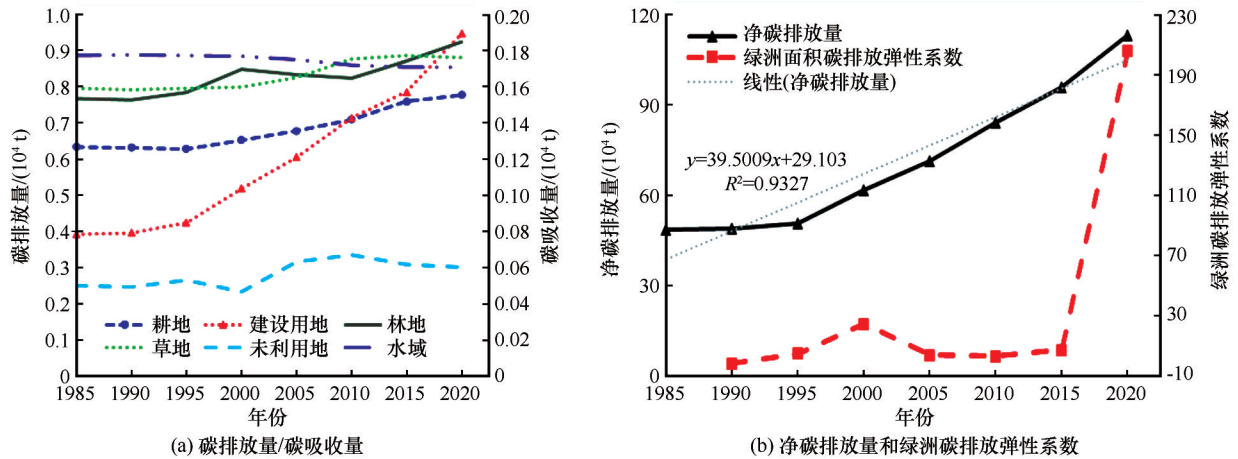 1.0
0.9
0.8
0.7
0.6
0.5
0.4
0.3
0.2
0.1
0
碳排放量/(10⁴ t)
0.20
0.18
0.16
0.14
0.12
0.10
0.08
0.06
0.04
0.02
0
碳吸收量/(10⁴ t)
耕地 建设用地 林地
草地 未利用地 水域
1985 1990 1995 2000 2005 2010 2015 2020
年份
(a) 碳排放量/碳吸收量
120
90
60
30
0
净碳排放量/(10⁴ t)
净碳排放量
绿洲面积碳排放弹性系数
线性(净碳排放量)
y=39.5009x+29.103
R²=0.9327
230
190
150
110
70
30
-10
绿洲碳排放弹性系数
1985 1990 1995 2000 2005 2010 2015 2020
年份
(b) 净碳排放量和绿洲碳排放弹性系数